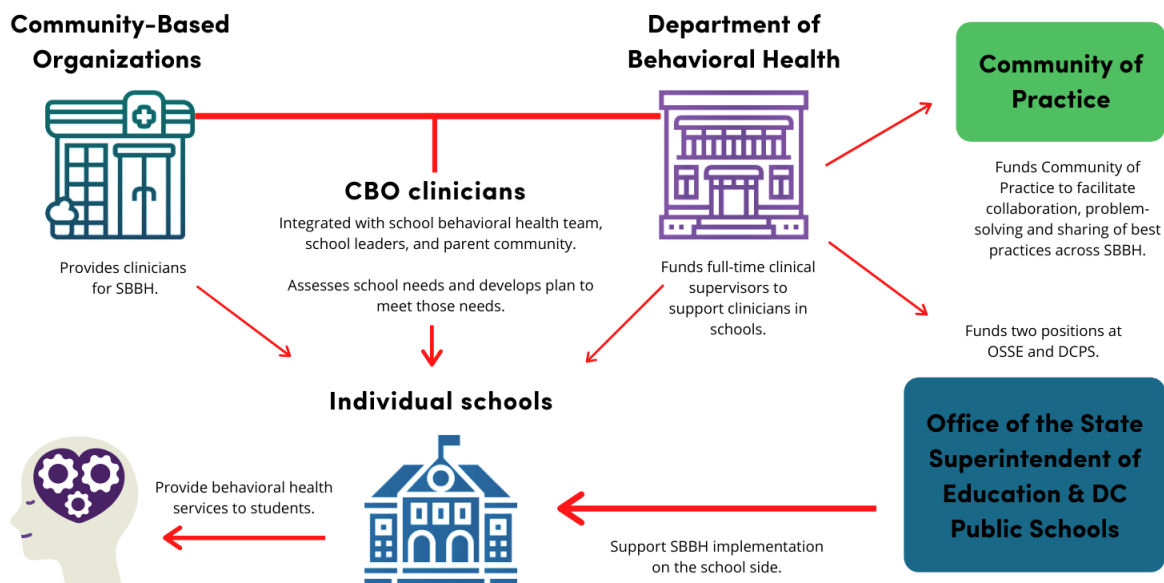 Community-Based
Organizations
Department of
Behavioral Health
Community of
Practice
CBO clinicians
Integrated with school behavioral health team,
school leaders, and parent community.
Assesses school needs and develops plan to
meet those needs.
Provides clinicians
for SBBH.
Funds full-time clinical
supervisors to
support clinicians in
schools.
Funds Community of
Practice to facilitate
collaboration, problem-
solving and sharing of best
practices across SBBH.
Funds two positions at
OSSE and DCPS.
Individual schools
Office of the State
Superintendent of
Education & DC
Public Schools
Provide behavioral health
services to students.
Support SBBH implementation
on the school side.